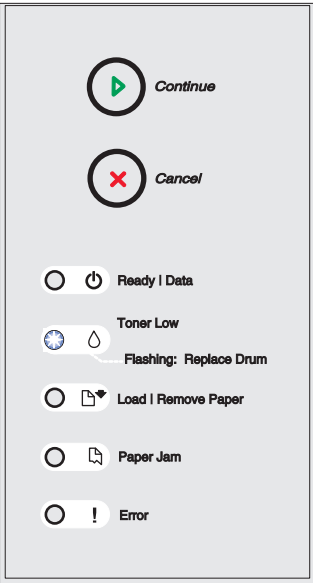 Continue
Cancel
Ready | Data
Toner Low
Flashing: Replace Drum
Load | Remove Paper
Paper Jam
! Error